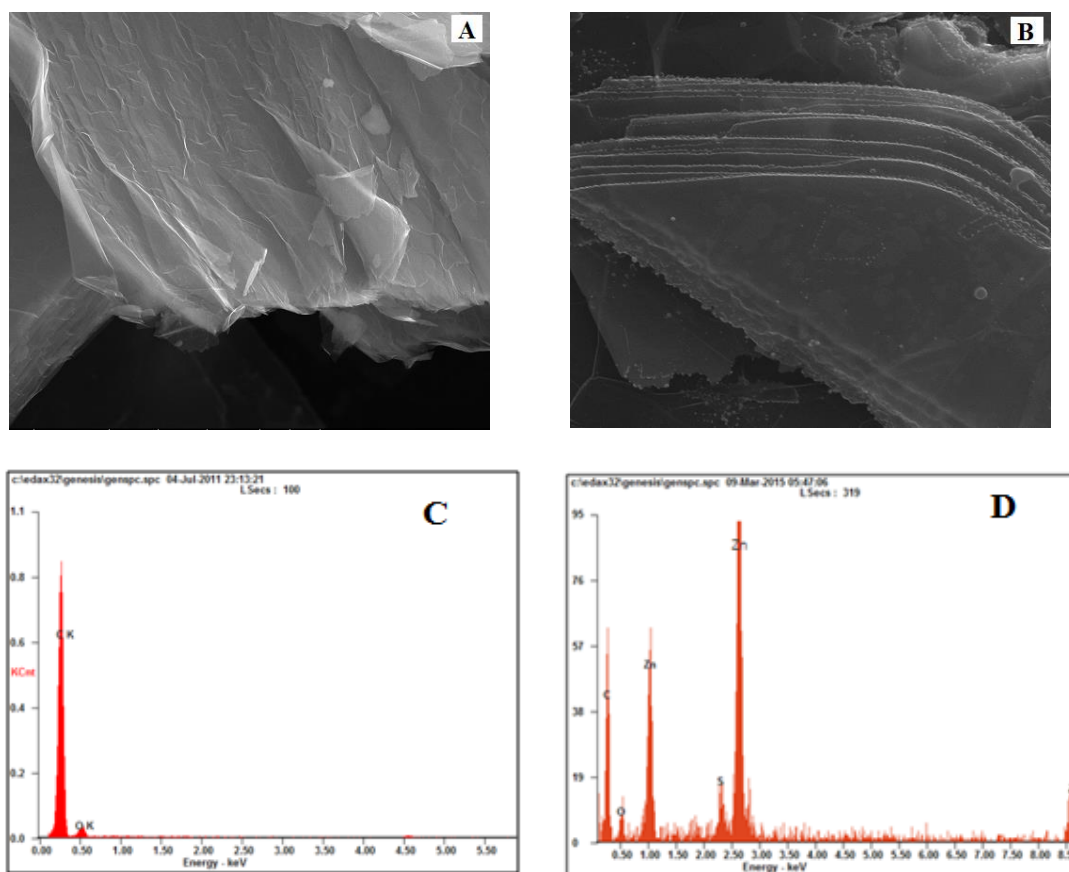 A
B
c:\edax32\genesis\genspc.spc 04-Jul-2011 23:13:21
LSecs : 100
C
1.1
0.8
0.6
0.4
0.2
0.0
KCnt
C K
O K
0.00 0.50 1.00 1.50 2.00 2.50 3.00 3.50 4.00 4.50 5.00 5.50
Energy - keV
c:\edax32\genesis\genspc.spc 09-Mar-2015 05:47:06
LSecs : 319
D
95
76
57
38
19
0
C
O
Zn
S
Zn
0.50 1.00 1.50 2.00 2.50 3.00 3.50 4.00 4.50 5.00 5.50 6.00 6.50 7.00 7.50 8.00
Energy - keV